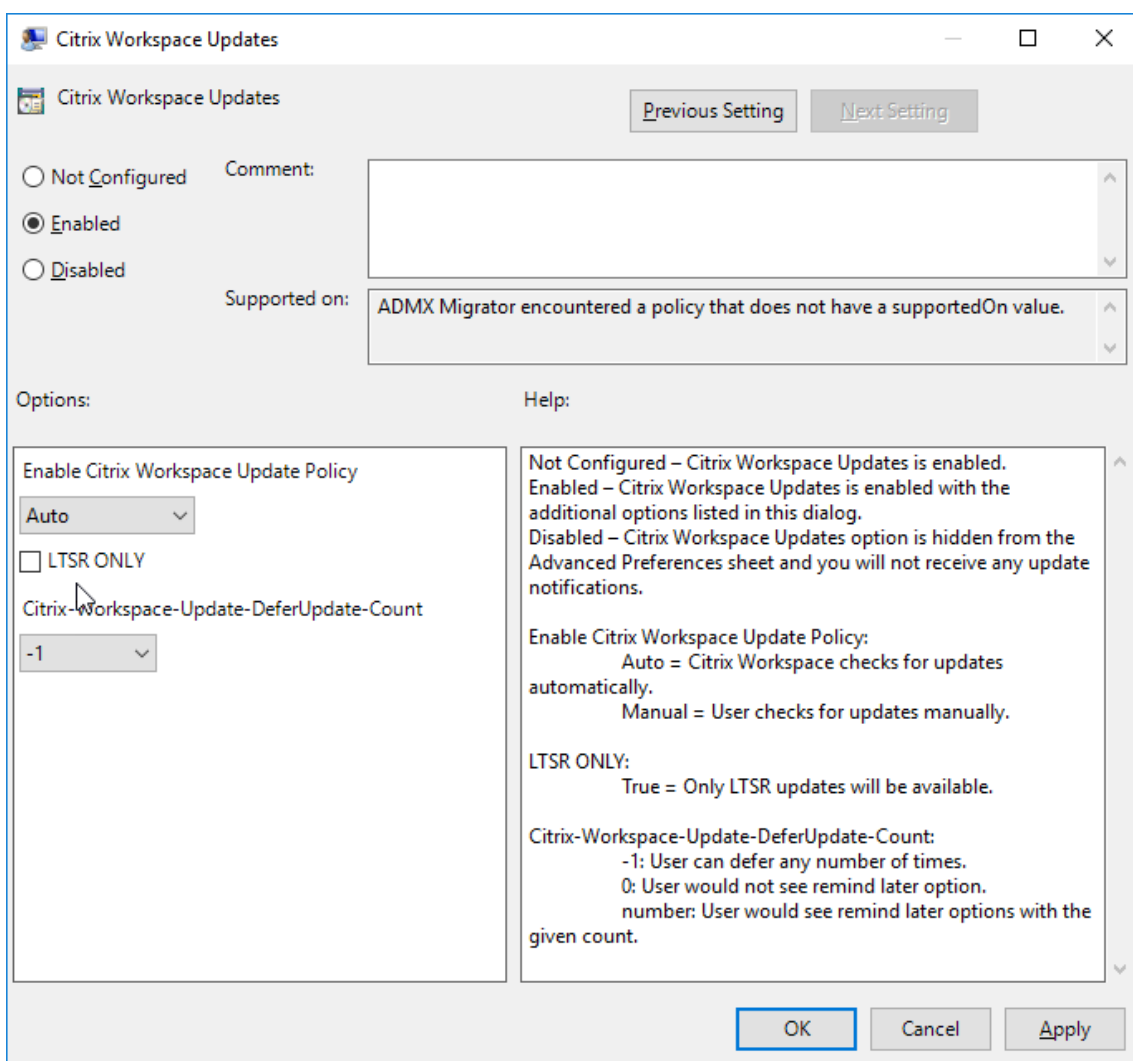 Citrix Workspace Updates
Citrix Workspace Updates
Previous Setting
Next Setting
Not Configured
Enabled
Disabled
Comment:
Supported on:
ADMX Migrator encountered a policy that does not have a supportedOn value.
Options:
Help:
Enable Citrix Workspace Update Policy
Auto
LTSR ONLY
Citrix-Workspace-Update-DeferUpdate-Count
-1
Not Configured – Citrix Workspace Updates is enabled.
Enabled – Citrix Workspace Updates is enabled with the
additional options listed in this dialog.
Disabled – Citrix Workspace Updates option is hidden from the
Advanced Preferences sheet and you will not receive any update
notifications.
Enable Citrix Workspace Update Policy:
Auto = Citrix Workspace checks for updates
automatically.
Manual = User checks for updates manually.
LTSR ONLY:
True = Only LTSR updates will be available.
Citrix-Workspace-Update-DeferUpdate-Count:
-1: User can defer any number of times.
0: User would not see remind later option.
number: User would see remind later options with the
given count.
OK
Cancel
Apply